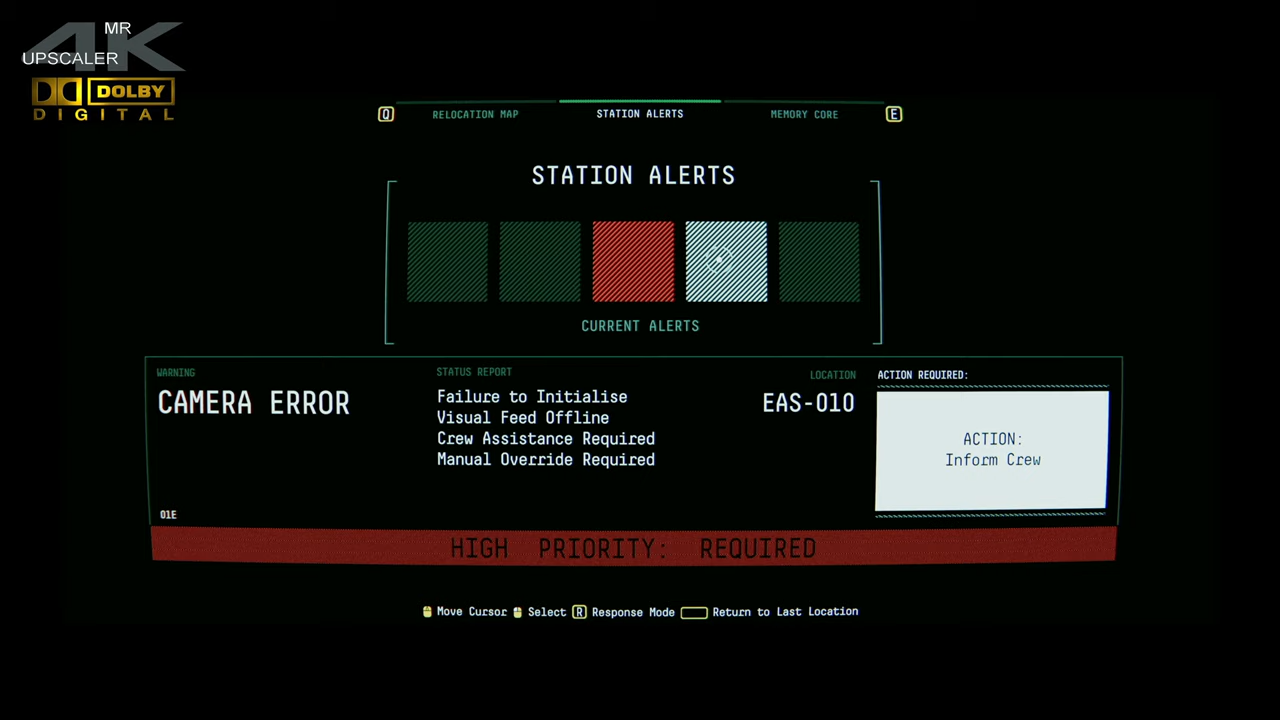 4K
MR
UPSCALER
DOLBY
DIGITAL
Q
RELOCATION MAP
STATION ALERTS
MEMORY CORE
E
STATION ALERTS
CURRENT ALERTS
WARNING
CAMERA ERROR
01E
STATUS REPORT
Failure to Initialise
Visual Feed Offline
Crew Assistance Required
Manual Override Required
LOCATION
EAS-010
ACTION REQUIRED:
ACTION:
Inform Crew
HIGH PRIORITY: REQUIRED
Move Cursor Select R Response Mode Return to Last Location